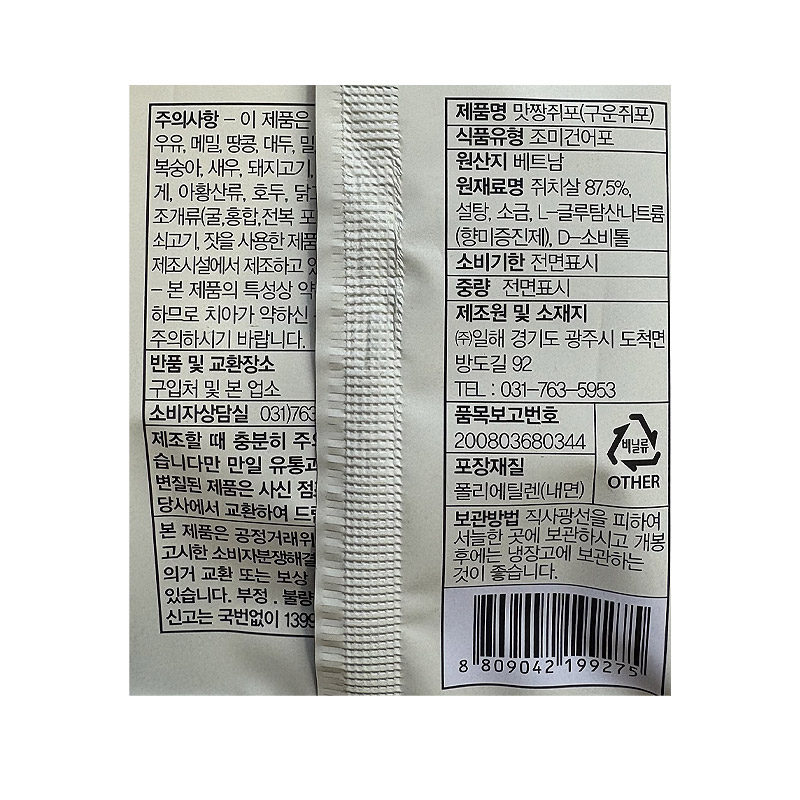 주의사항 – 이 제품은
우유, 메밀, 땅콩, 대두, 밀
복숭아, 새우, 돼지고기,
게, 아황산류, 호두, 닭
조개류(굴,홍합,전복 포
쇠고기, 잣을 사용한 제품
제조시설에서 제조하고 있
– 본 제품의 특성상 약
하므로 치아가 약하신
주의하시기 바랍니다.
반품 및 교환장소
구입처 및 본 업소
소비자상담실 031)763
제조할 때 충분히 주의
습니다만 만일 유통과
변질된 제품은 사신 점
당사에서 교환하여 드
본 제품은 공정거래위
고시한 소비자분쟁해결
의거 교환 또는 보상
있습니다. 부정 . 불량
신고는 국번없이 1399
제품명 맛짱쥐포(구운쥐포)
식품유형 조미건어포
원산지 베트남
원재료명 쥐치살 87.5%,
설탕, 소금, L-글루탐산나트륨
(향미증진제), D-소비톨
소비기한 전면표시
중량 전면표시
제조원 및 소재지
㈜일해 경기도 광주시 도척면
방도길 92
TEL : 031-763-5953
품목보고번호
200803680344
포장재질
폴리에틸렌(내면)
비닐류
OTHER
보관방법 직사광선을 피하여
서늘한 곳에 보관하시고 개봉
후에는 냉장고에 보관하는
것이 좋습니다.
8 809042 199275